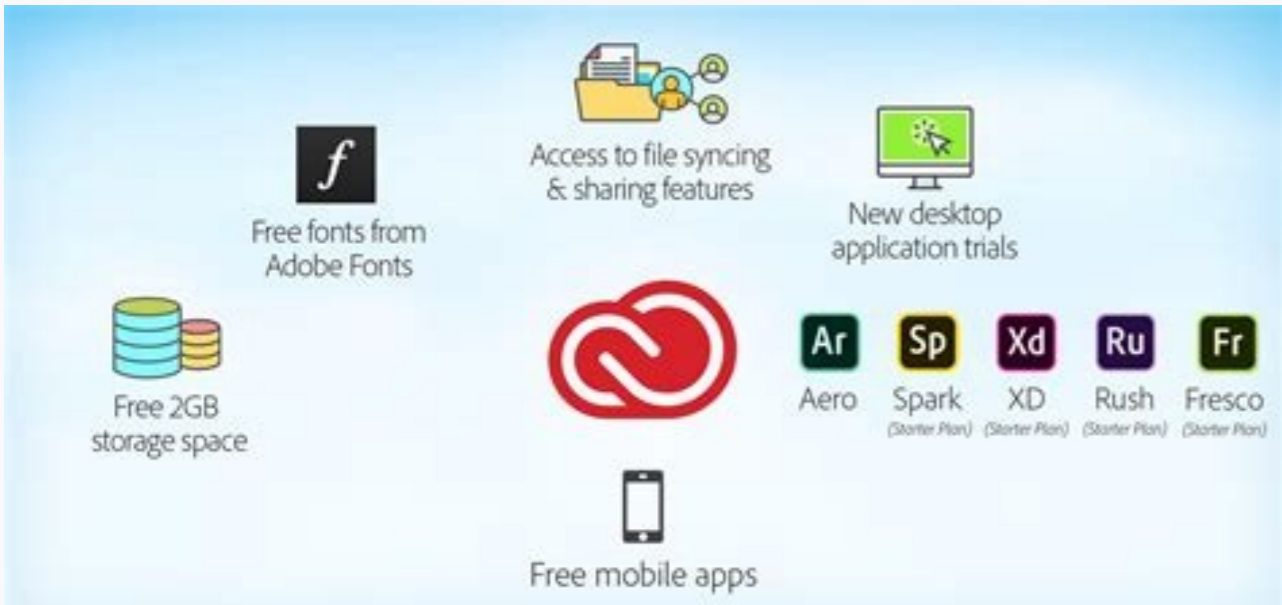 Access to file syncing
& sharing features
f
Free fonts from
Adobe Fonts
New desktop
application trials
Free 2GB
storage space
Ar Sp Xd Ru Fr
Aero Spark XD Rush Fresco
(Starter Plan) (Starter Plan) (Starter Plan) (Starter Plan)
Free mobile apps